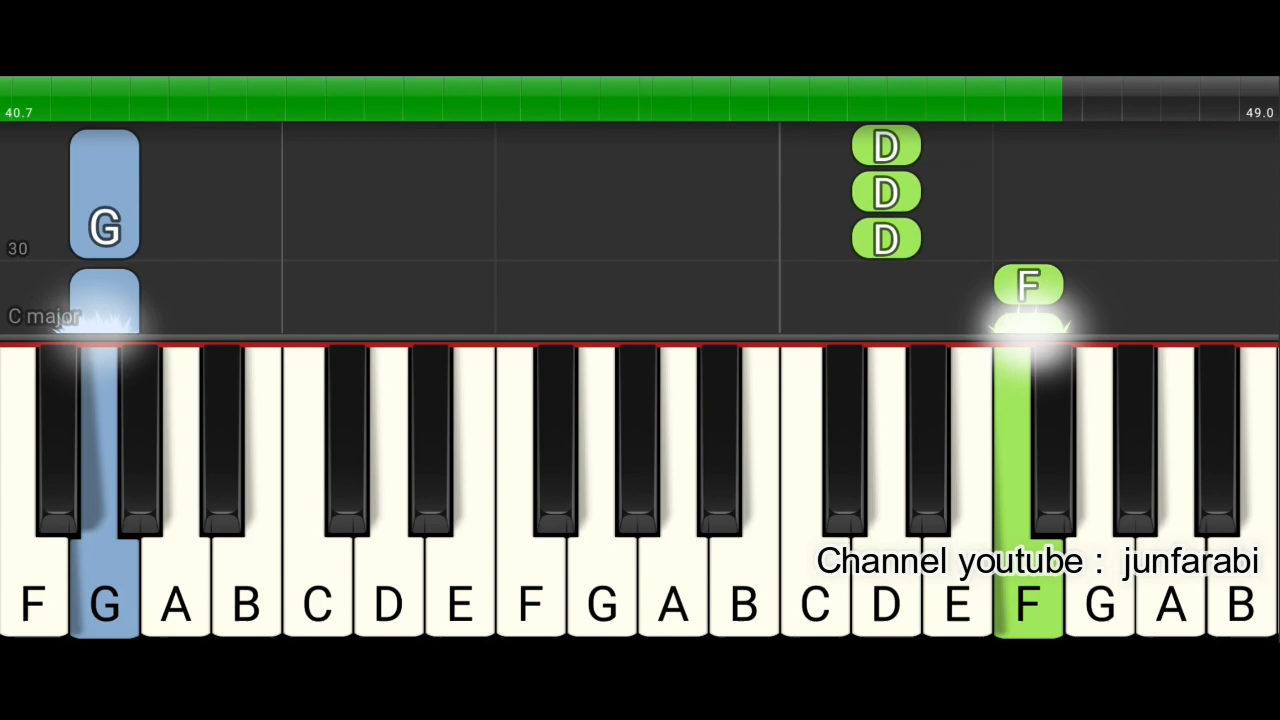 40.7 49.0
D
G D
D
30
F
C major
Channel youtube : junfarabi
F G A B C D E F G A B C D E F G A B